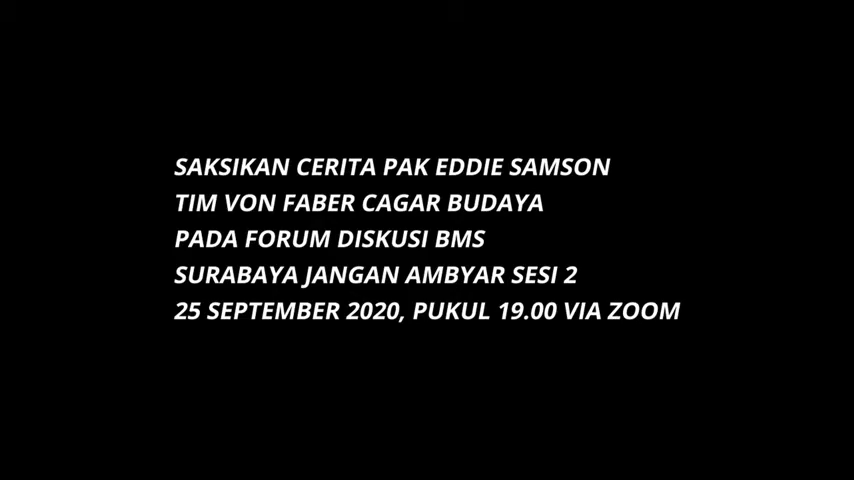 SAKSIKAN CERITA PAK EDDIE SAMSON
TIM VON FABER CAGAR BUDAYA
PADA FORUM DISKUSI BMS
SURABAYA JANGAN AMBYAR SESI 2
25 SEPTEMBER 2020, PUKUL 19.00 VIA ZOOM